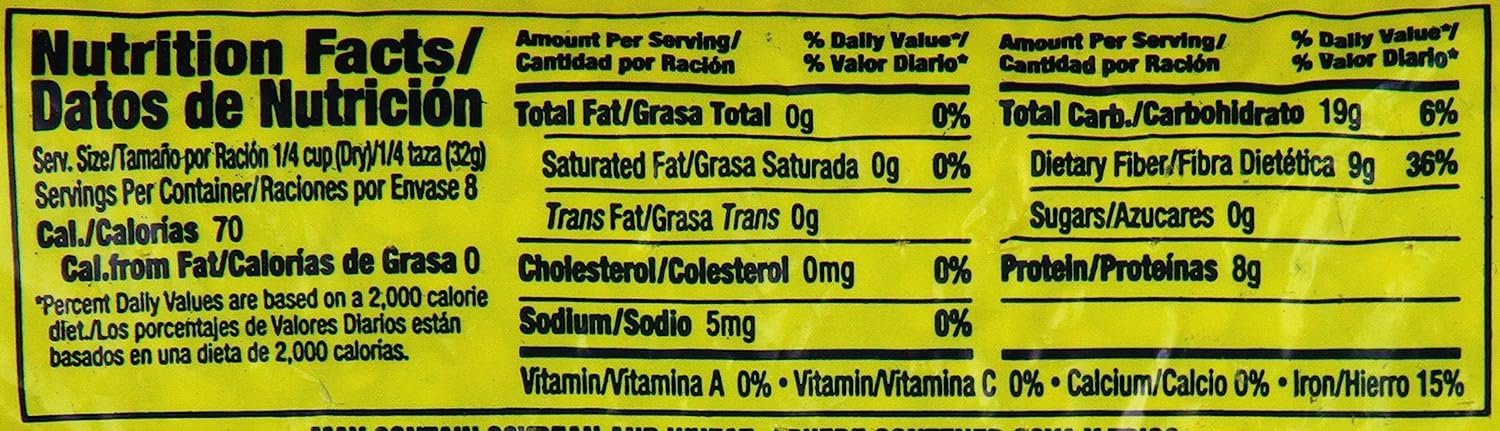 Nutrition Facts/
Datos de Nutrición
Serv. Size/Tamaño por Ración 1/4 cup (Dry)/1/4 taza (32g)
Servings Per Container/Raciones por Envase 8
Cal./Calorías 70
Cal.from Fat/Calorías de Grasa 0
*Percent Daily Values are based on a 2,000 calorie
diet./Los porcentajes de Valores Diarios están
basados en una dieta de 2,000 calorías.
Amount Per Serving/ % Daily Value*/
Cantidad por Ración % Valor Diario*
Total Fat/Grasa Total 0g 0%
Saturated Fat/Grasa Saturada 0g 0%
Trans Fat/Grasa Trans 0g
Cholesterol/Colesterol 0mg 0%
Sodium/Sodio 5mg 0%
Amount Per Serving/ % Daily Value*/
Cantidad por Ración % Valor Diario*
Total Carb./Carbohidrato 19g 6%
Dietary Fiber/Fibra Dietética 9g 36%
Sugars/Azucares 0g
Protein/Proteínas 8g
Vitamin/Vitamina A 0% • Vitamin/Vitamina C 0% • Calcium/Calcio 0% • Iron/Hierro 15%
MAY CONTAIN SOYBEAN AND WHEAT